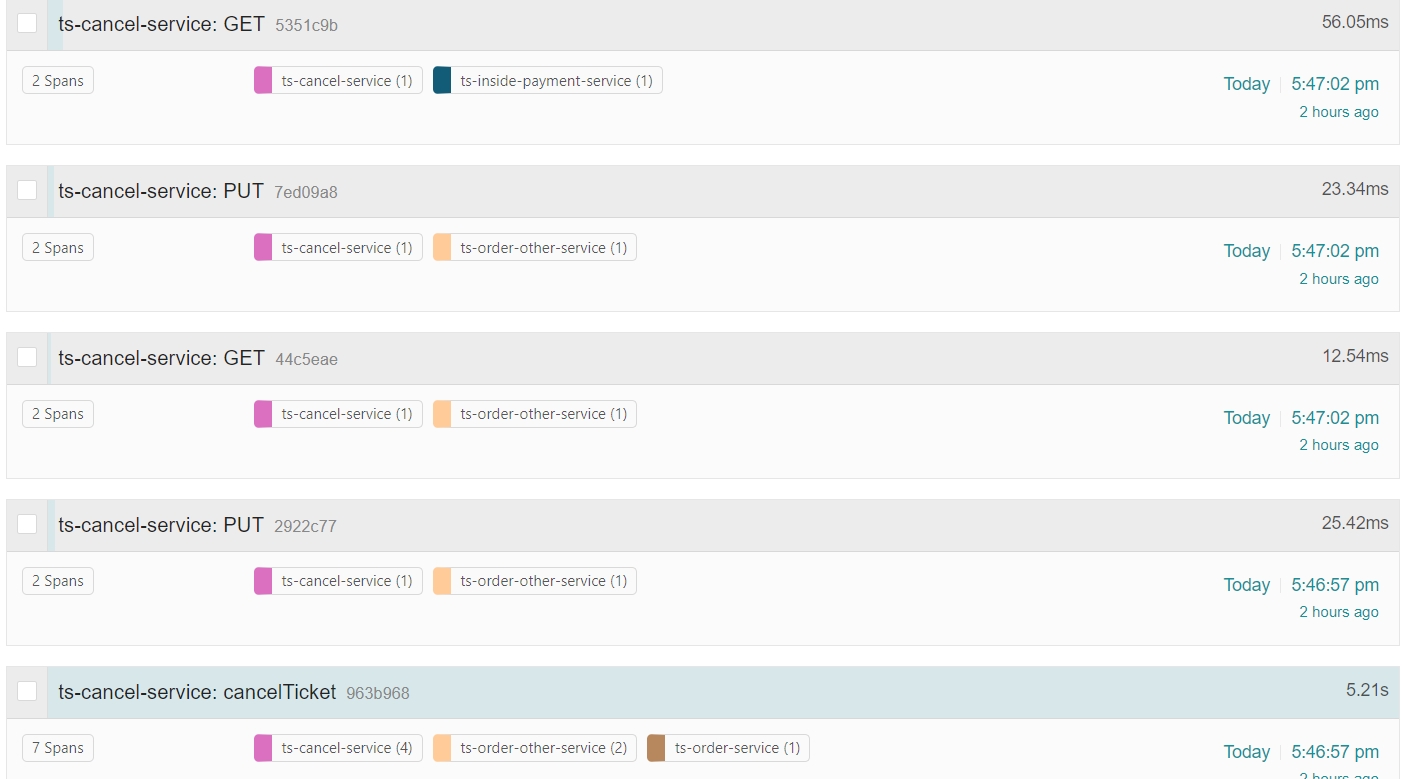 ts-cancel-service: GET 5351c9b 56.05ms
2 Spans ts-cancel-service (1) ts-inside-payment-service (1) Today 5:47:02 pm
2 hours ago
ts-cancel-service: PUT 7ed09a8 23.34ms
2 Spans ts-cancel-service (1) ts-order-other-service (1) Today 5:47:02 pm
2 hours ago
ts-cancel-service: GET 44c5eae 12.54ms
2 Spans ts-cancel-service (1) ts-order-other-service (1) Today 5:47:02 pm
2 hours ago
ts-cancel-service: PUT 2922c77 25.42ms
2 Spans ts-cancel-service (1) ts-order-other-service (1) Today 5:46:57 pm
2 hours ago
ts-cancel-service: cancelTicket 963b968 5.21s
7 Spans ts-cancel-service (4) ts-order-other-service (2) ts-order-service (1) Today 5:46:57 pm
2 hours ago